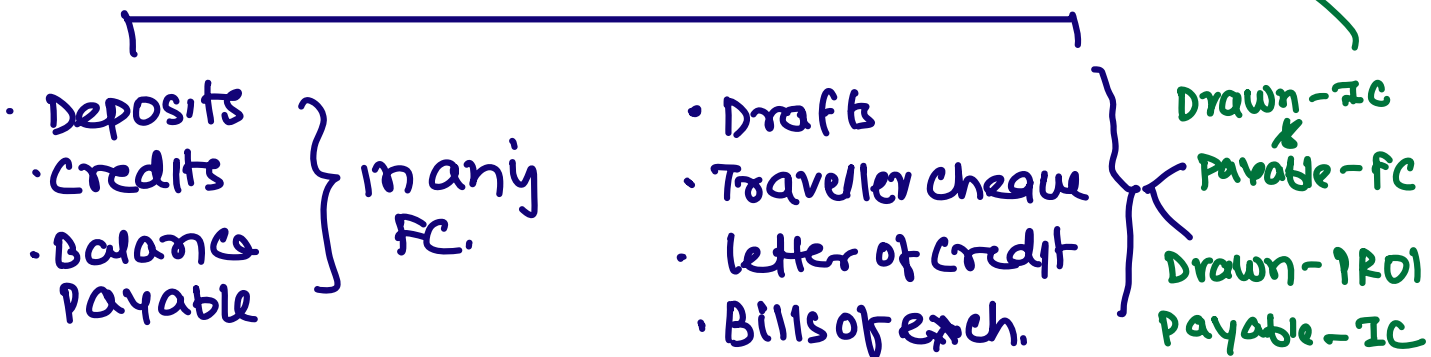 · Deposits
· Credits
· Balance
Payable
in any
FC.
· Drafts
· Traveller cheque
· letter of credit
· Bills of exch.
Drawn - IC
&
Payable - FC
Drawn - PROI
Payable - IC